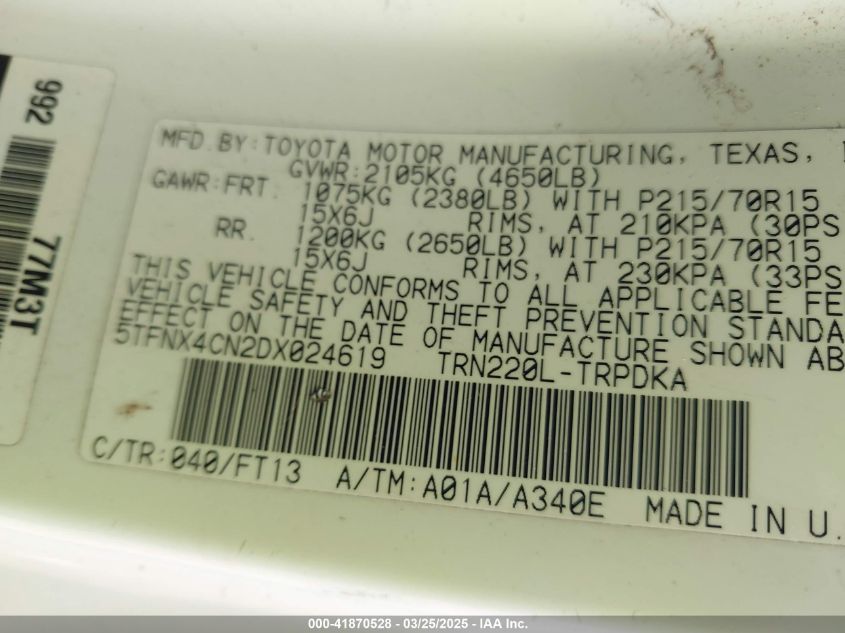 992
77M3T
MFD.BY:TOYOTA MOTOR MANUFACTURING, TEXAS,
GVWR:2105KG (4650LB)
GAWR:FRT. 1075KG (2380LB) WITH P215/70R15
15X6J RIMS, AT 210KPA (30PS
RR. 1200KG (2650LB) WITH P215/70R15
15X6J RIMS, AT 230KPA (33PS
THIS VEHICLE CONFORMS TO ALL APPLICABLE FE
VEHICLE SAFETY AND THEFT PREVENTION STANDA
EFFECT ON THE DATE OF MANUFACTURE SHOWN AB
5TFNX4CN2DX024619 TRN220L-TRPDKA
C/TR:040/FT13 A/TM:A01A/A340E MADE IN U.
000-41870528 - 03/25/2025 - IAA Inc.